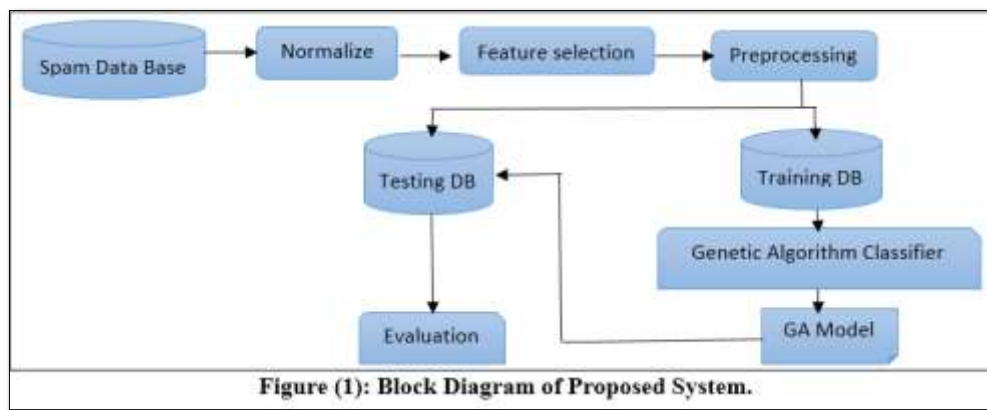 Spam Data Base
Normalize
Feature selection
Preprocessing
Testing DB
Training DB
Genetic Algorithm Classifier
Evaluation
GA Model
Figure (1): Block Diagram of Proposed System.